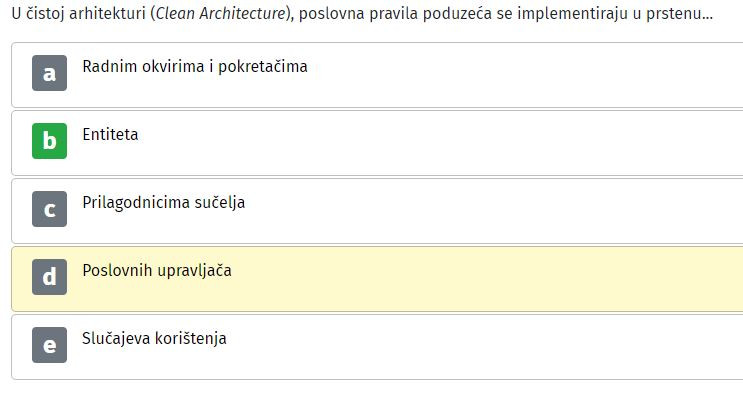 U čistoj arhitekturi (Clean Architecture), poslovna pravila poduzeća se implementiraju u prstenu...
a Radnim okvirima i pokretačima
b Entiteta
c Prilagodnicima sučelja
d Poslovnih upravljača
e Slučajeva korištenja